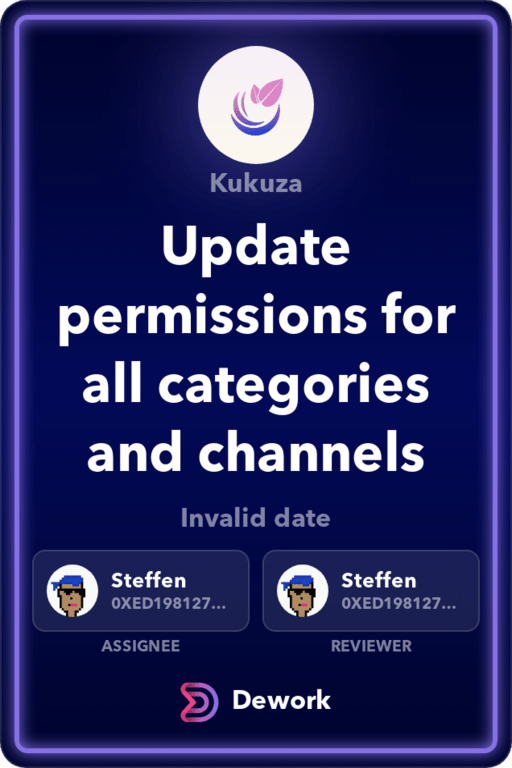 Kukuza
Update
permissions for
all categories
and channels
Invalid date
Steffen
0XED198127...
ASSIGNEE
Steffen
0XED198127...
REVIEWER
Dework